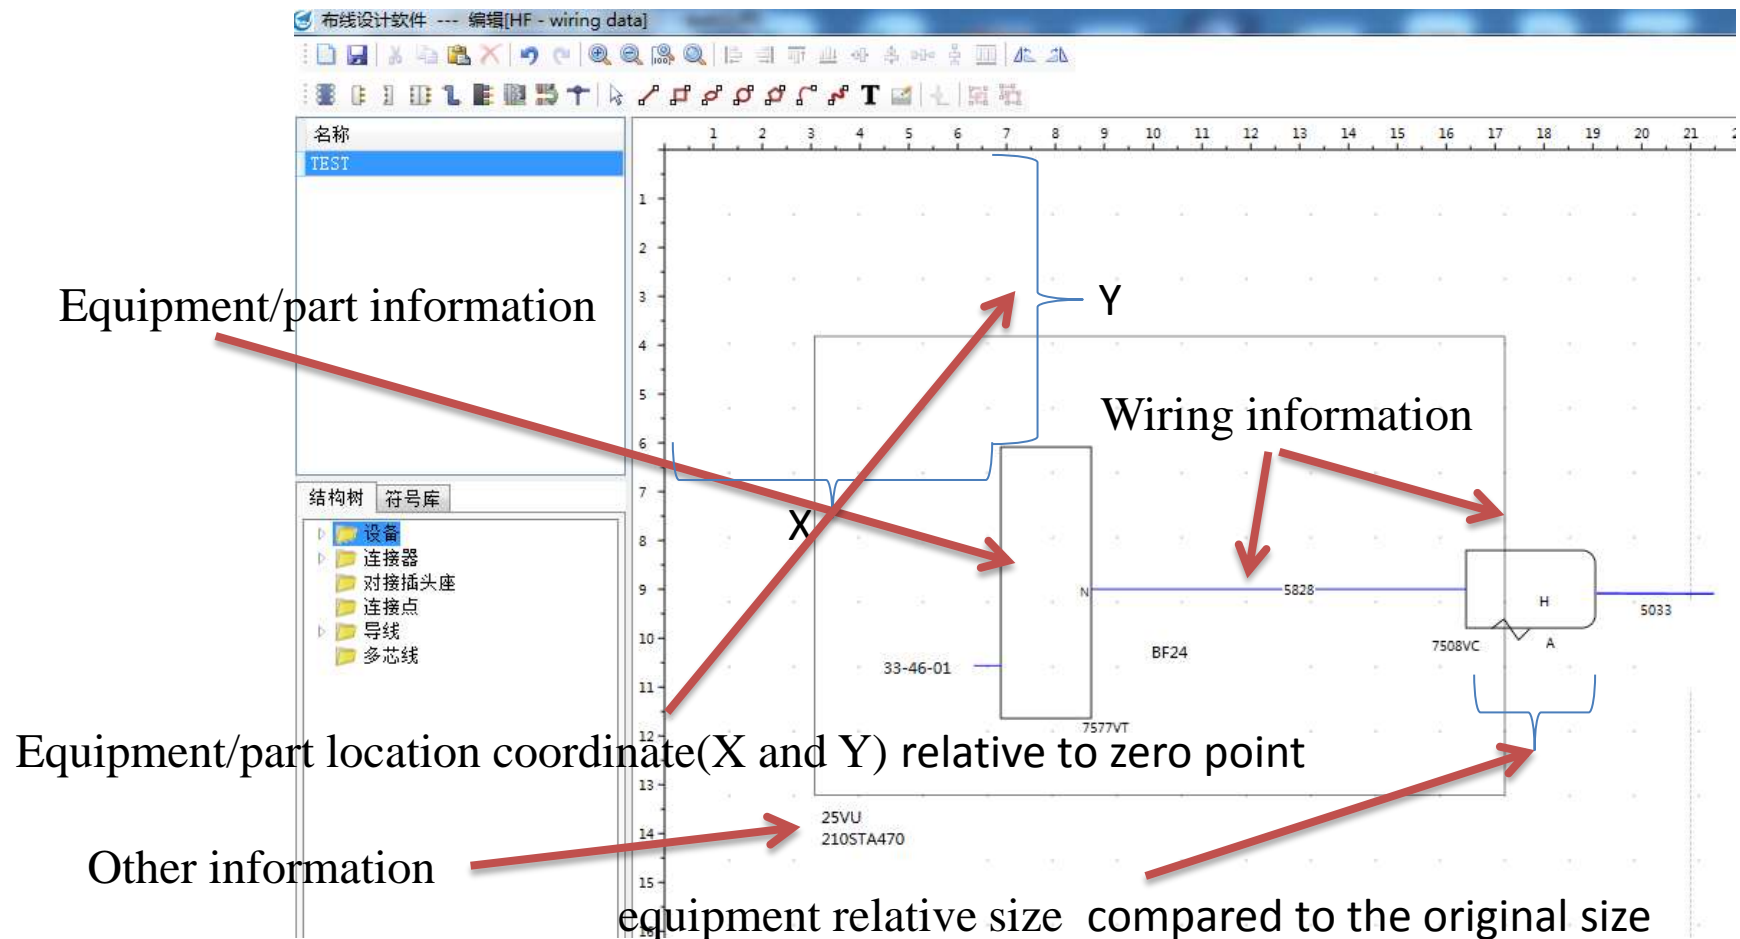 布线设计软件 --- 编辑[HF - wiring data]
100
T
名称
TEST
1 2 3 4 5 6 7 8 9 10 11 12 13 14 15 16 17 18 19 20 21
1
2
3
4
5
6
7
8
9
10
11
12
13
14
15
16
Equipment/part information
Y
Wiring information
结构树 符号库
X
设备
连接器
对接插头座
连接点
导线
多芯线
N
5828
H
5033
7508VC
A
BF24
33-46-01
7577VT
Equipment/part location coordinate(X and Y) relative to zero point
25VU
210STA470
Other information
equipment relative size compared to the original size